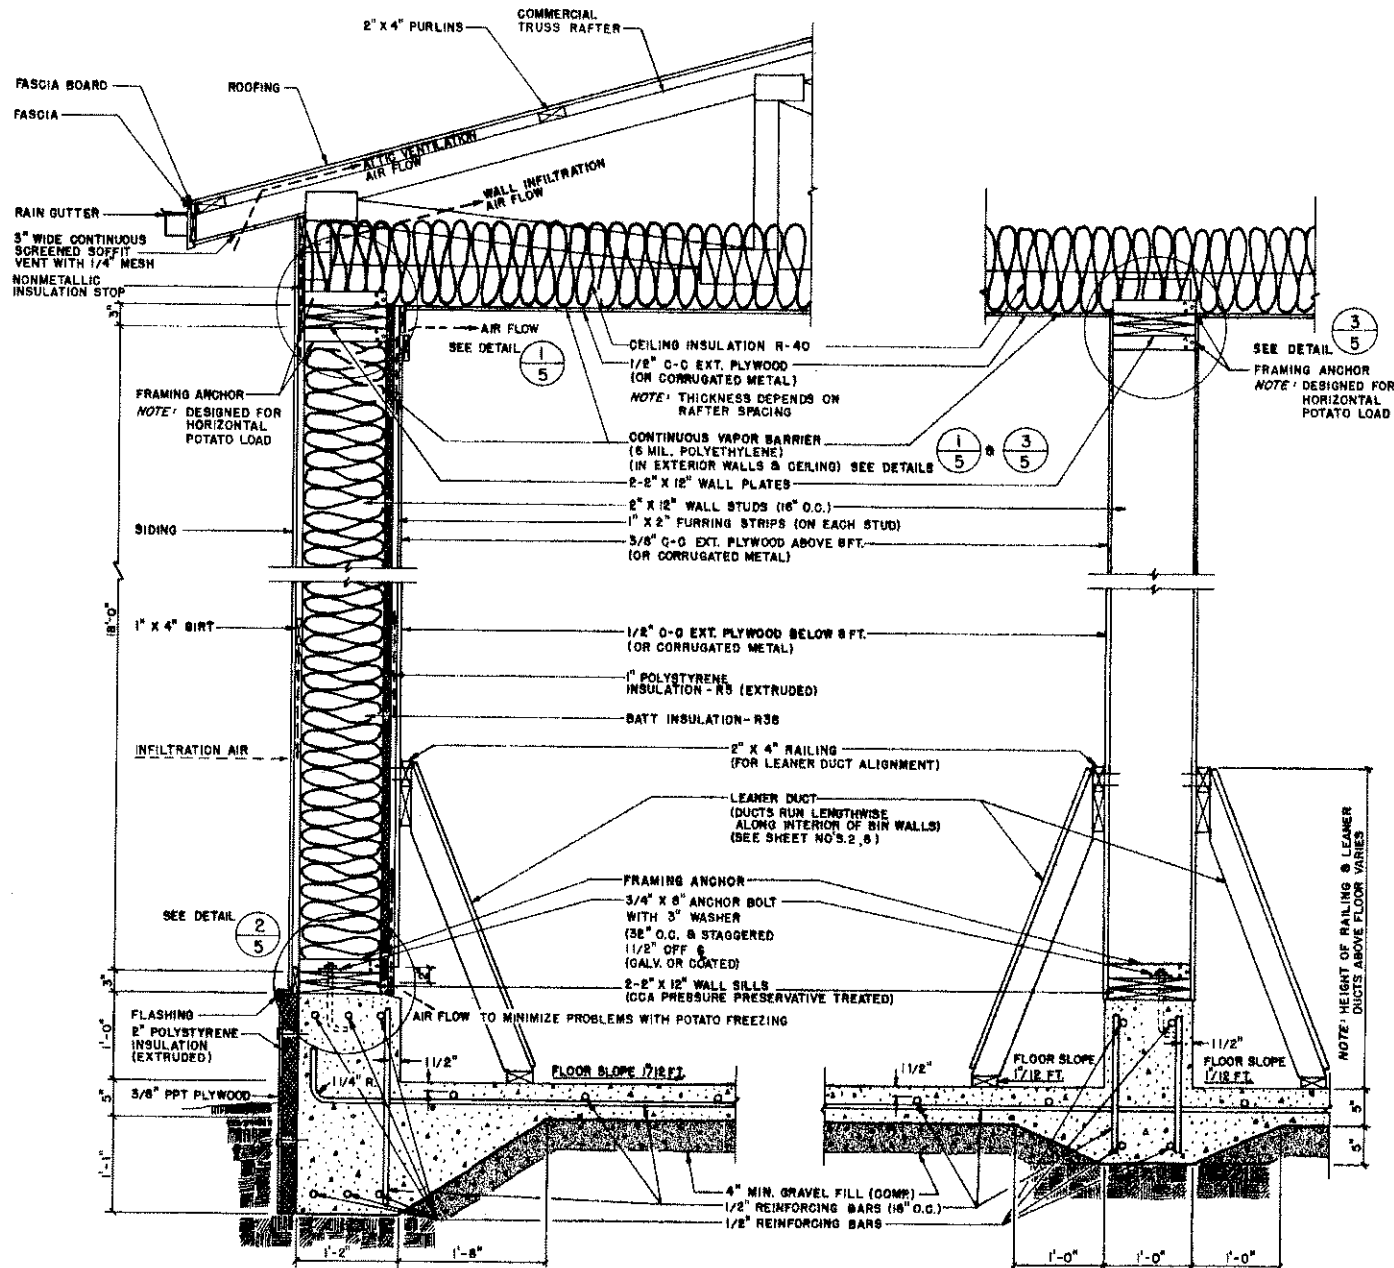 COMMERCIAL
TRUSS RAFTER
2" X 4" PURLINS
FASCIA BOARD
ROOFING
FASCIA
ATTIC VENTILATION
AIR FLOW
WALL INFILTRATION
AIR FLOW
RAIN GUTTER
3" WIDE CONTINUOUS
SCREENED SOFFIT
VENT WITH 1/4" MESH
NONMETALLIC
INSULATION STOP
3"
AIR FLOW
SEE DETAIL
1
5
CEILING INSULATION R-40
1/2" C-C EXT. PLYWOOD
(OR CORRUGATED METAL)
NOTE: THICKNESS DEPENDS ON
RAFTER SPACING
3
5
SEE DETAIL
FRAMING ANCHOR
NOTE: DESIGNED FOR
HORIZONTAL
POTATO LOAD
FRAMING ANCHOR
NOTE: DESIGNED FOR
HORIZONTAL
POTATO LOAD
CONTINUOUS VAPOR BARRIER
(6 MIL. POLYETHYLENE)
(IN EXTERIOR WALLS & CEILING) SEE DETAILS
1
5
&
3
5
2-2" X 12" WALL PLATES
2" X 12" WALL STUDS (16" O.C.)
SIDING
1" X 2" FURRING STRIPS (ON EACH STUD)
3/8" C-C EXT. PLYWOOD ABOVE 8FT.
(OR CORRUGATED METAL)
18'-0"
1" X 4" GIRT
1/2" C-C EXT. PLYWOOD BELOW 8FT.
(OR CORRUGATED METAL)
1" POLYSTYRENE
INSULATION-R5 (EXTRUDED)
BATT INSULATION-R38
INFILTRATION AIR
2" X 4" RAILING
(FOR LEANER DUCT ALIGNMENT)
LEANER DUCT
(DUCTS RUN LENGTHWISE
ALONG INTERIOR OF BIN WALLS)
(SEE SHEET NO'S. 2,6)
NOTE: HEIGHT OF RAILING & LEANER
DUCTS ABOVE FLOOR VARIES
FRAMING ANCHOR
3/4" X 8" ANCHOR BOLT
WITH 3" WASHER
(32" O.C. & STAGGERED
1 1/2" OFF ℄
(GALV. OR COATED)
SEE DETAIL
2
5
2"
3"
2-2" X 12" WALL SILLS
(CCA PRESSURE PRESERVATIVE TREATED)
FLASHING
AIR FLOW TO MINIMIZE PROBLEMS WITH POTATO FREEZING
2" POLYSTYRENE
INSULATION
(EXTRUDED)
1'-0"
1 1/2"
1 1/4" R.
FLOOR SLOPE 1"/12 FT.
1 1/2"
FLOOR SLOPE
1"/12 FT.
1 1/2"
FLOOR SLOPE
1"/12 FT.
3/8" PPT PLYWOOD
5"
5"
5"
1'-1"
4" MIN. GRAVEL FILL (COMP.)
1/2" REINFORCING BARS (16" O.C.)
1/2" REINFORCING BARS
1'-2"
1'-8"
1'-0"
1'-0"
1'-0"